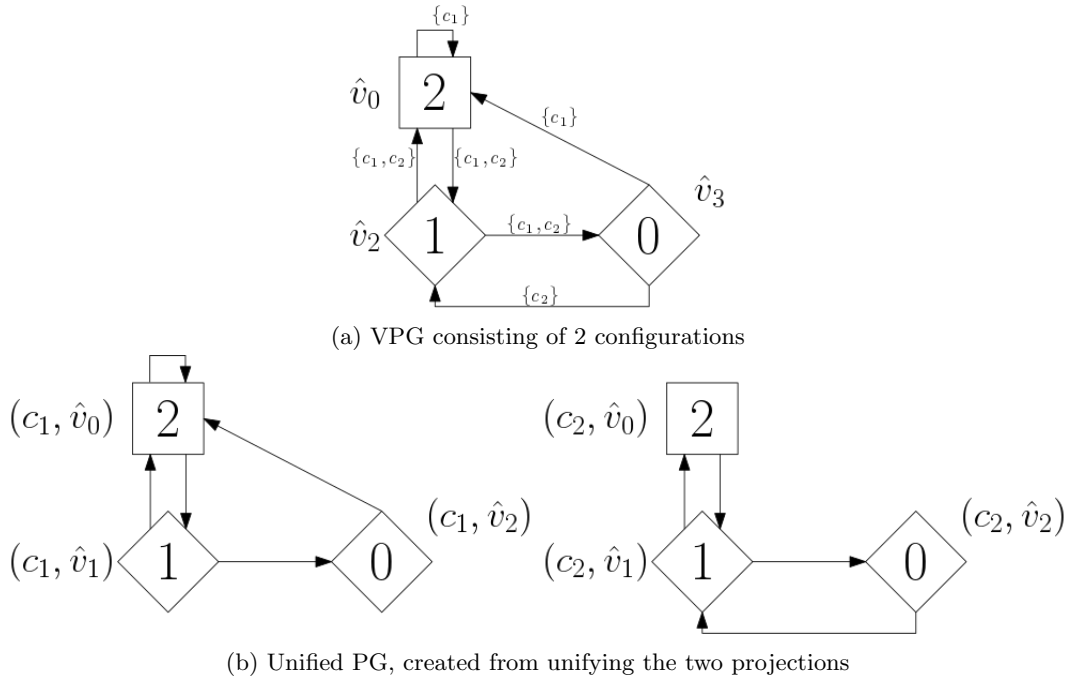 {c₁}
v̂₀ 2
{c₁}
{c₁,c₂} {c₁,c₂}
v̂₃
v̂₂ 1 {c₁,c₂} 0
{c₂}
(a) VPG consisting of 2 configurations
(c₁, v̂₀) 2 (c₂, v̂₀) 2
(c₁, v̂₂) (c₂, v̂₂)
(c₁, v̂₁) 1 0 (c₂, v̂₁) 1 0
(b) Unified PG, created from unifying the two projections